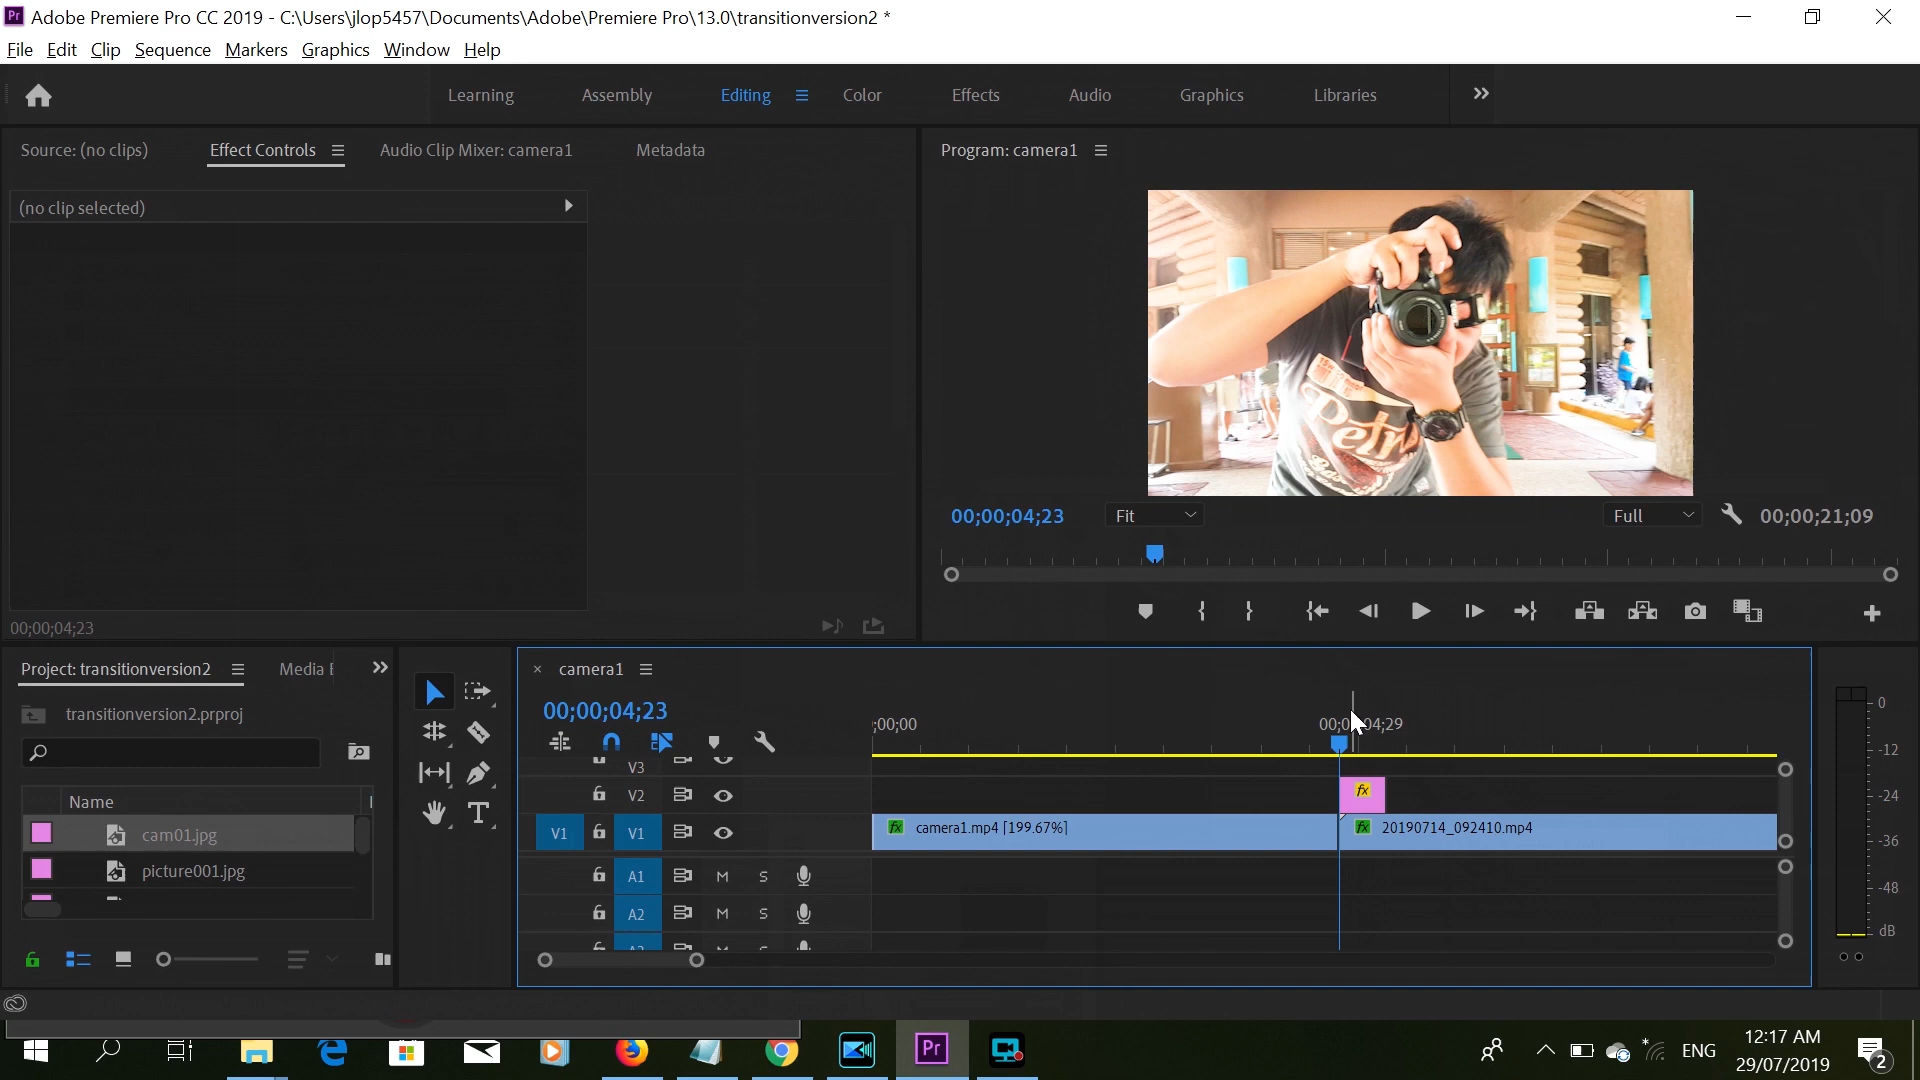 Adobe Premiere Pro CC 2019 - C:\Users\jlop5457\Documents\Adobe\Premiere Pro\13.0\transitionversion2 *
File Edit Clip Sequence Markers Graphics Window Help
Learning Assembly Editing Color Effects Audio Graphics Libraries
Source: (no clips) Effect Controls Audio Clip Mixer: camera1 Metadata
Program: camera1
(no clip selected)
00;00;04;23 Fit Full 00;00;21;09
00;00;04;23
Project: transitionversion2 Media
camera1
transitionversion2.prproj
00;00;04;23
;00;00
04;29
Name
V3
V2
fx
cam01.jpg
V1 V1
fx camera1.mp4 [199.67%]
fx 20190714_092410.mp4
picture001.jpg
A1 M S
A2 M S
0
-12
-24
-36
-48
dB
Pr
ENG
12:17 AM
29/07/2019
2